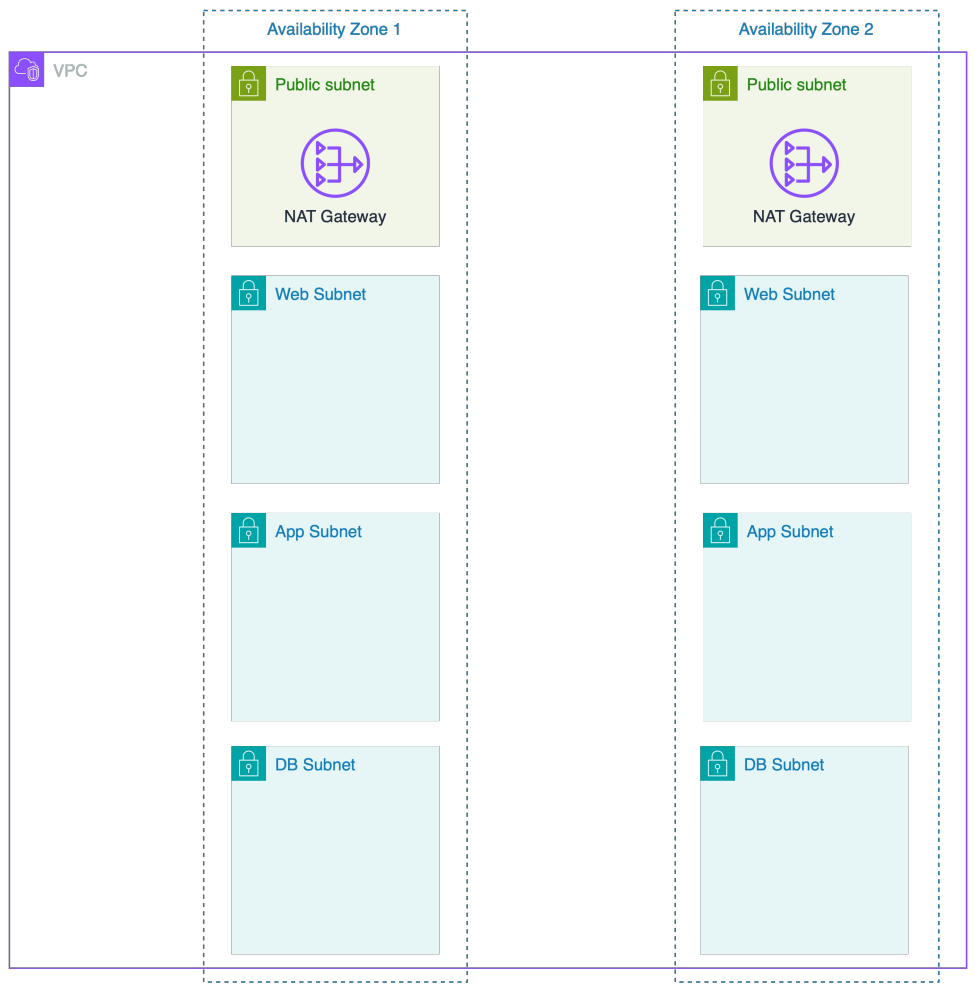 Availability Zone 1
Availability Zone 2
VPC
Public subnet
Public subnet
NAT Gateway
NAT Gateway
Web Subnet
Web Subnet
App Subnet
App Subnet
DB Subnet
DB Subnet